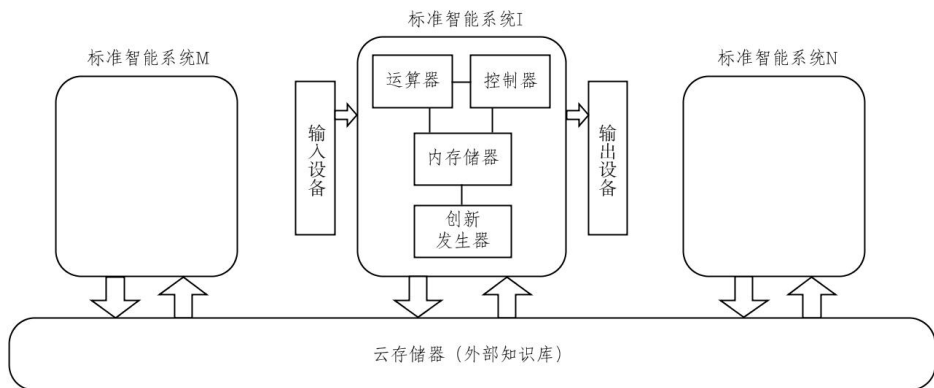 标准智能系统I
标准智能系统M
标准智能系统N
运算器
控制器
输入设备
内存储器
输出设备
创新
发生器
云存储器（外部知识库）